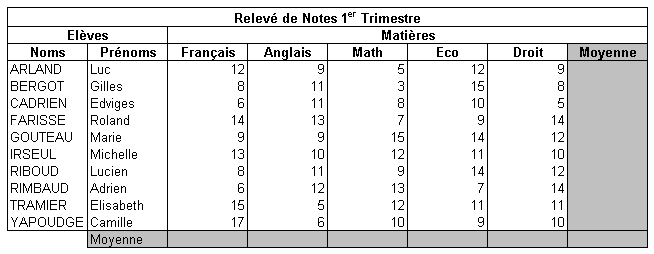 Relevé de Notes 1er Trimestre
Elèves Matières
Noms Prénoms Français Anglais Math Eco Droit Moyenne
ARLAND Luc 12 9 5 12 9
BERGOT Gilles 8 11 3 15 8
CADRIEN Edviges 6 11 8 10 5
FARISSE Roland 14 13 7 9 14
GOUTEAU Marie 9 9 15 14 12
IRSEUL Michelle 13 10 12 11 10
RIBOUD Lucien 8 11 9 14 12
RIMBAUD Adrien 6 12 13 7 14
TRAMIER Elisabeth 15 5 12 11 11
YAPOUDGE Camille 17 6 10 9 10
Moyenne